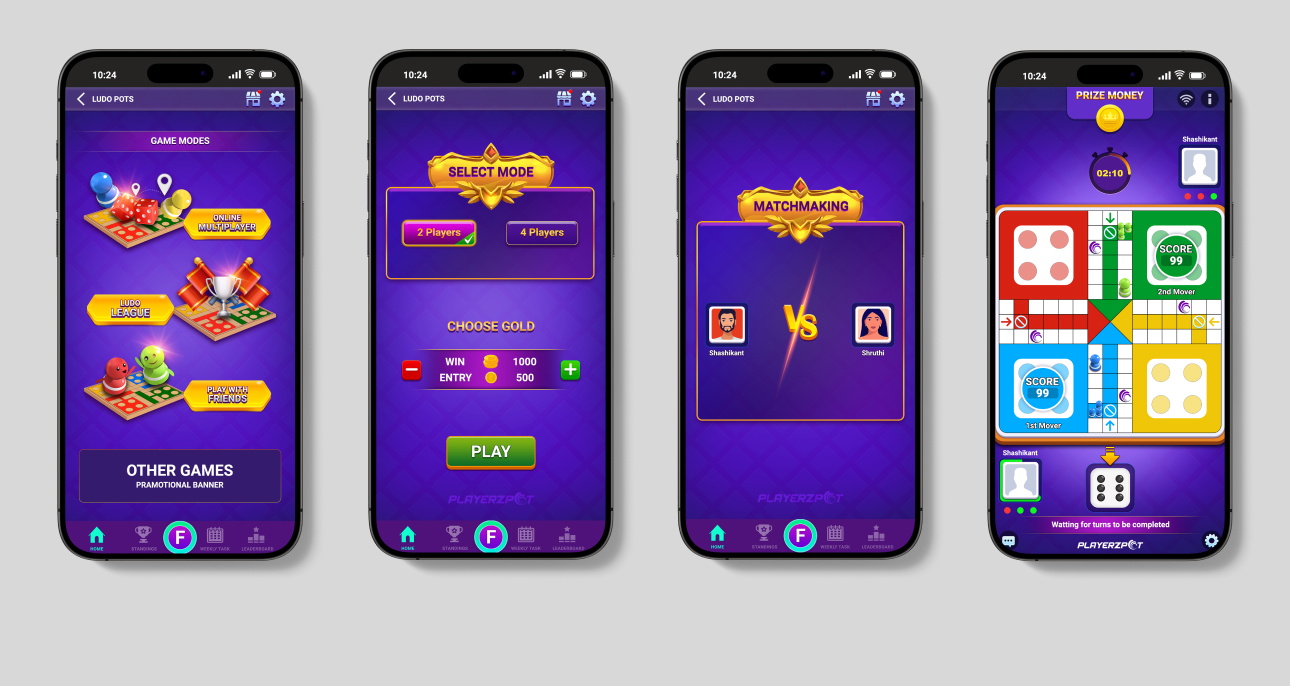 10:24
LUDO POTS
GAME MODES
ONLINE
MULTIPLAYER
LUDO
LEAGUE
PLAY WITH
FRIENDS
OTHER GAMES
PRAMOTIONAL BANNER
HOME
STANDINGS
F
WEEKLY TASK
LEADERBOARD
10:24
LUDO POTS
SELECT MODE
2 Players
4 Players
CHOOSE GOLD
WIN 1000
ENTRY 500
PLAY
PLAYERZPOT
HOME
STANDINGS
F
WEEKLY TASK
LEADERBOARD
10:24
LUDO POTS
MATCHMAKING
VS
Shashikant
Shruthi
PLAYERZPOT
HOME
STANDINGS
F
WEEKLY TASK
LEADERBOARD
10:24
PRIZE MONEY
Shashikant
02:10
SCORE
99
2nd Mover
SCORE
99
1st Mover
Shashikant
Watting for turns to be completed
PLAYERZPOT